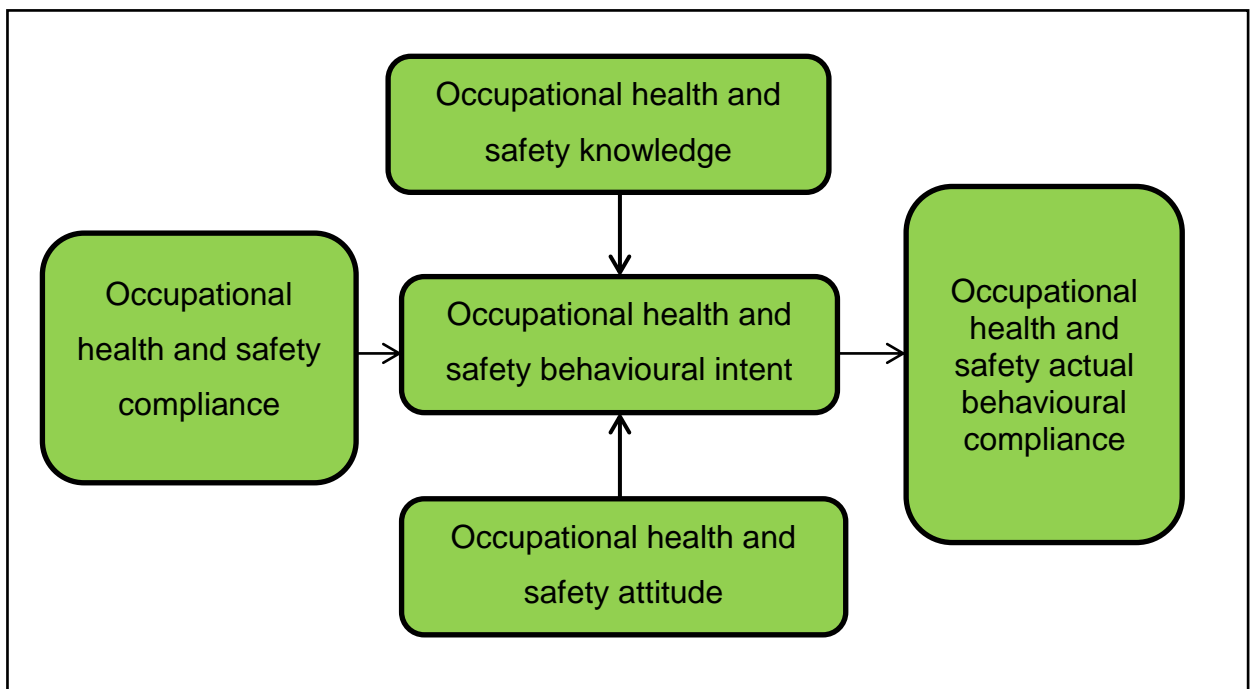 Occupational health and
safety knowledge
Occupational
health and safety
compliance
Occupational health and
safety behavioural intent
Occupational
health and
safety actual
behavioural
compliance
Occupational health and
safety attitude